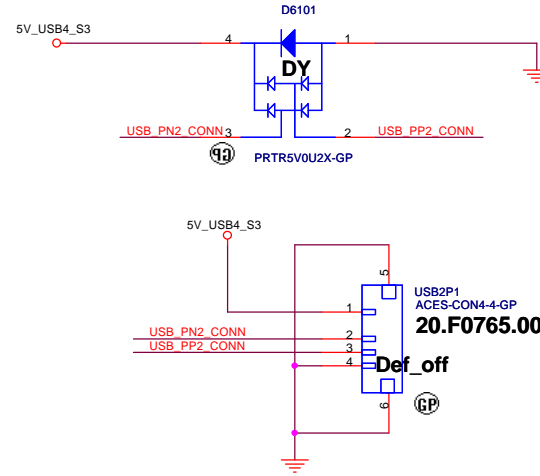 D6101
5V_USB4_S3
4
1
DY
USB_PN2_CONN
3
2
USB_PP2_CONN
GP
PRTR5V0U2X-GP
5V_USB4_S3
5
USB2P1
ACES-CON4-4-GP
20.F0765.00
1
USB_PN2_CONN
2
USB_PP2_CONN
3
4
Def_off
6
GP